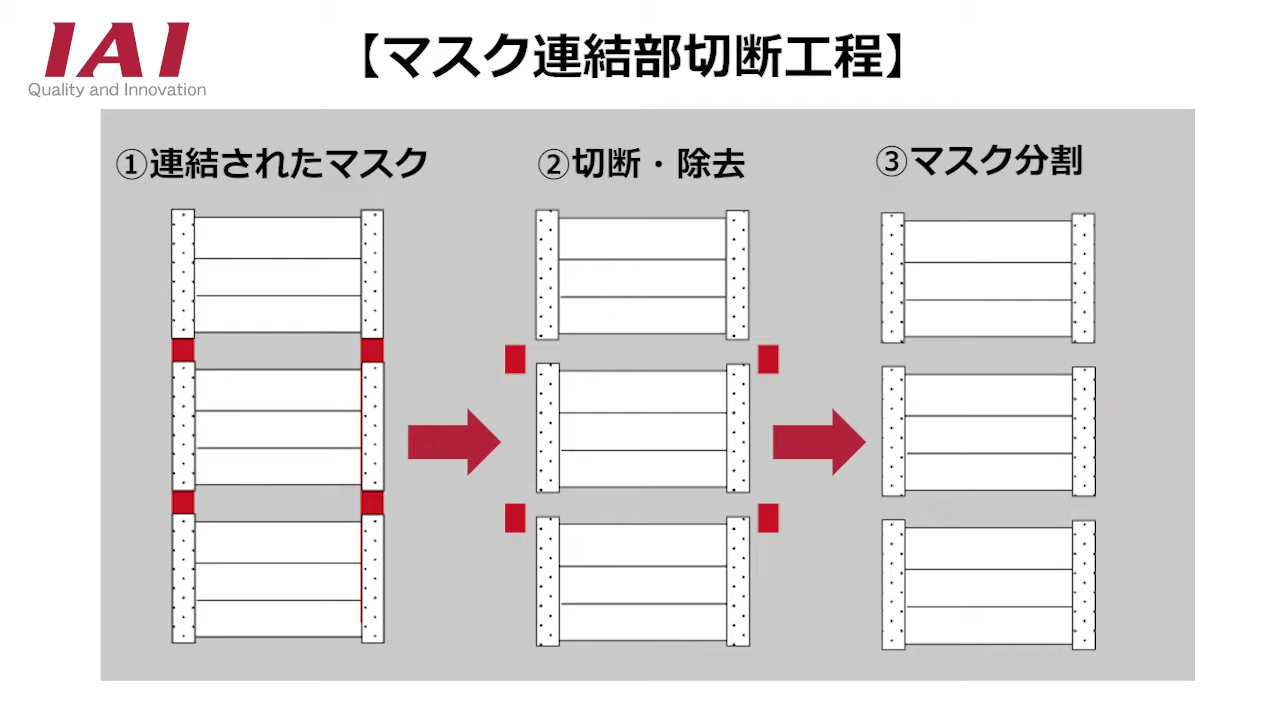 IAI
Quality and Innovation
【マスク連結部切断工程】
①連結されたマスク
②切断・除去
③マスク分割